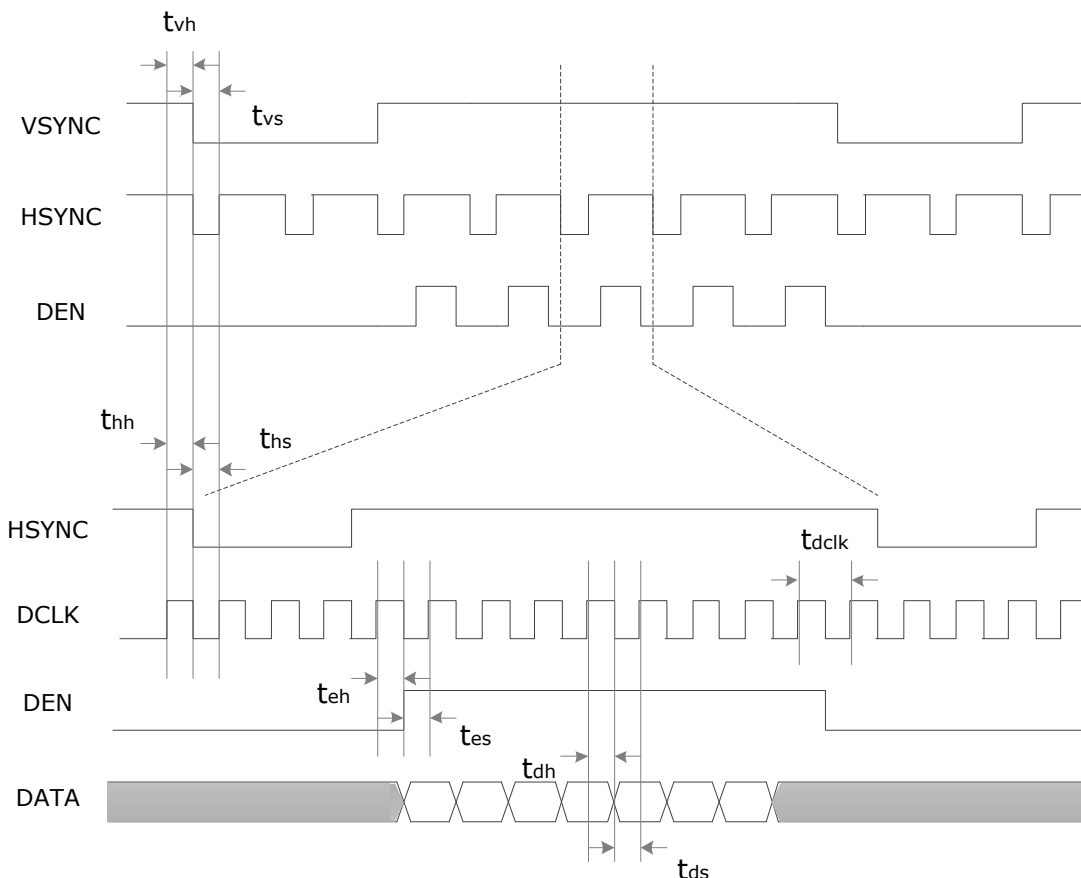 tvh
tvs
VSYNC
HSYNC
DEN
thh
ths
HSYNC
tdclk
DCLK
teh
DEN
tes
tdh
DATA
tds